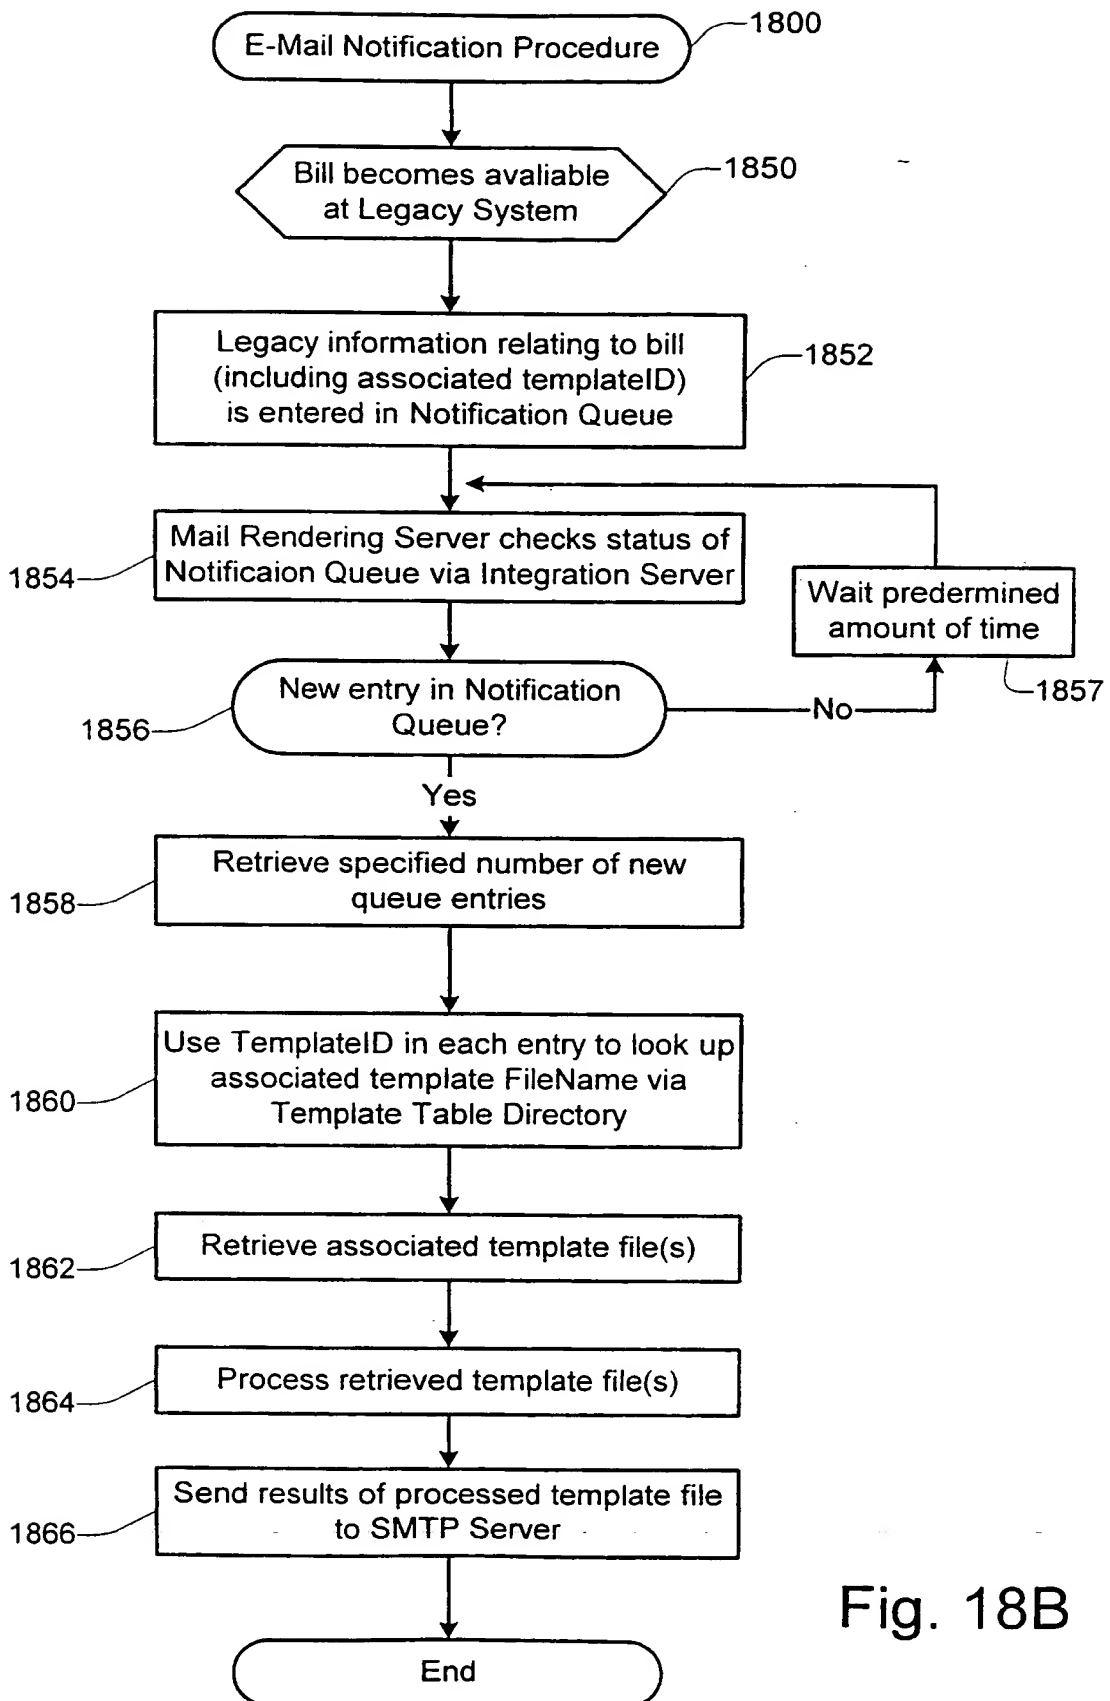 E-Mail Notification Procedure
1800
Bill becomes avaliable
at Legacy System
1850
Legacy information relating to bill
(including associated templateID)
is entered in Notification Queue
1852
Mail Rendering Server checks status of
Notificaion Queue via Integration Server
1854
Wait predermined
amount of time
1857
New entry in Notification
Queue?
1856
No
Yes
Retrieve specified number of new
queue entries
1858
Use TemplateID in each entry to look up
associated template FileName via
Template Table Directory
1860
Retrieve associated template file(s)
1862
Process retrieved template file(s)
1864
Send results of processed template file
to SMTP Server
1866
End
Fig. 18B